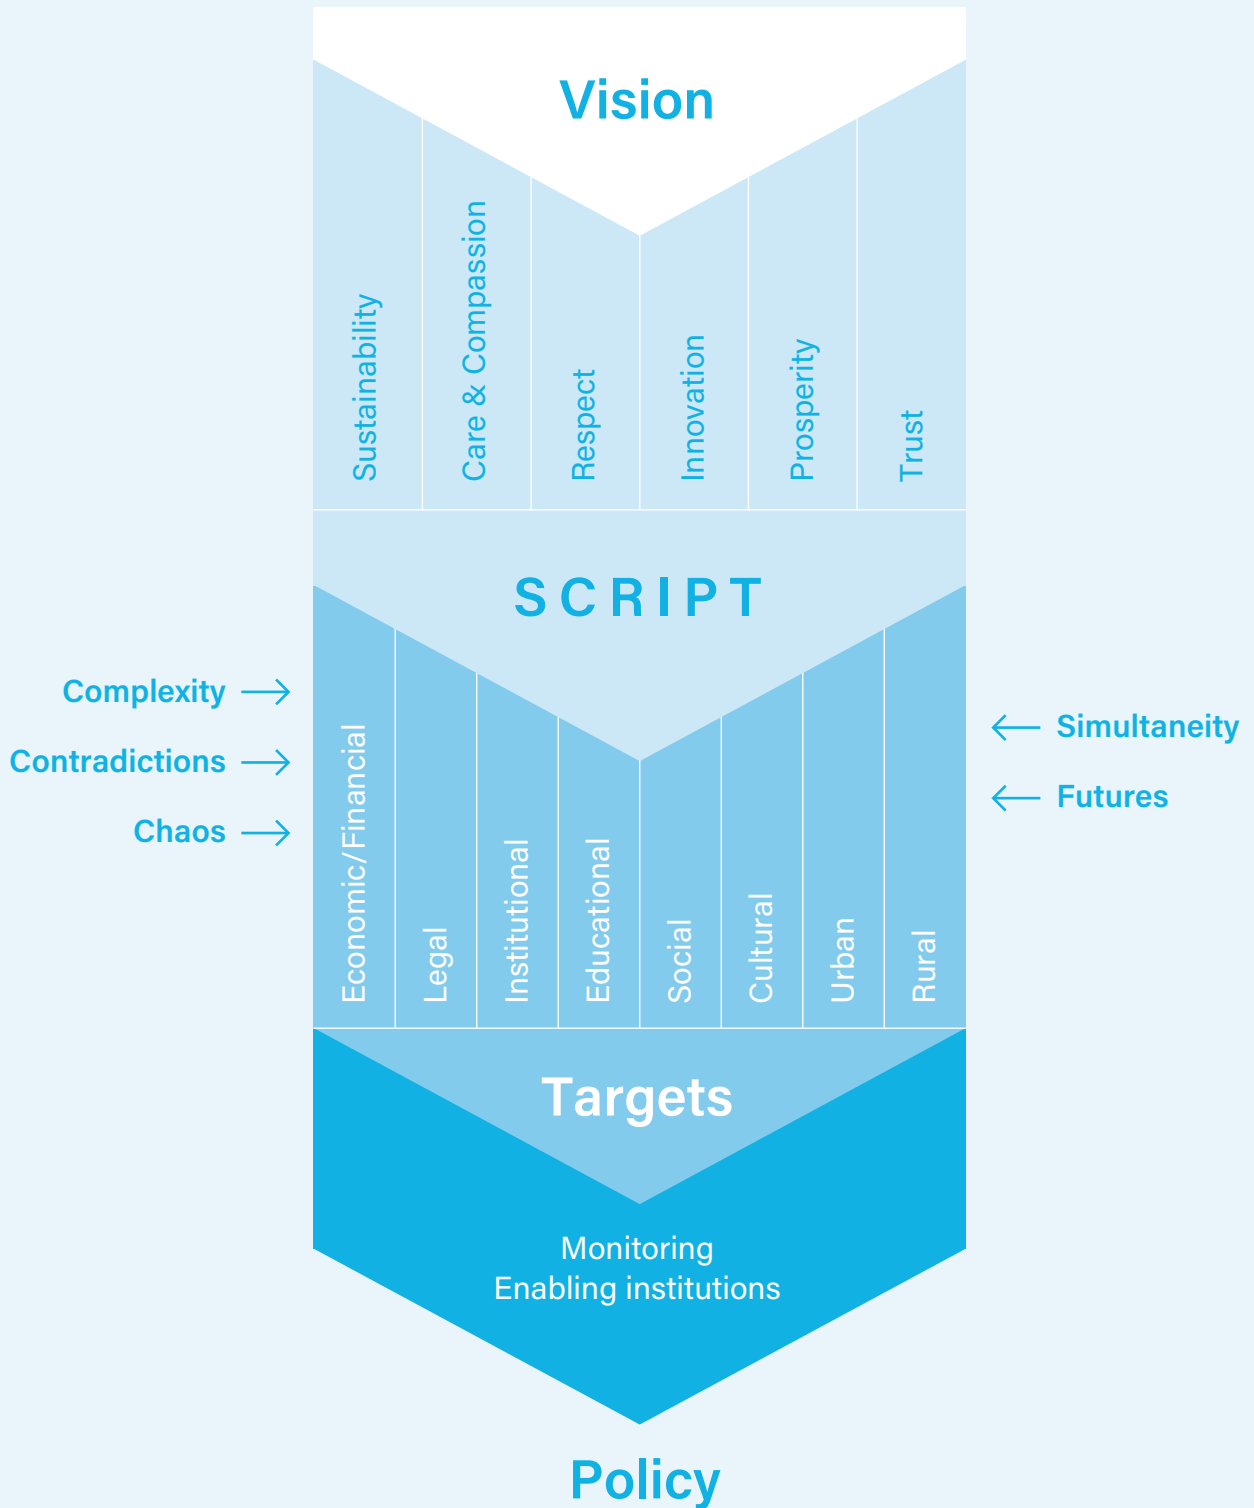 Vision
Sustainability
Care & Compassion
Respect
Innovation
Prosperity
Trust
SCRIPT
Complexity
Contradictions
Chaos
Simultaneity
Futures
Economic/Financial
Legal
Institutional
Educational
Social
Cultural
Urban
Rural
Targets
Monitoring
Enabling institutions
Policy